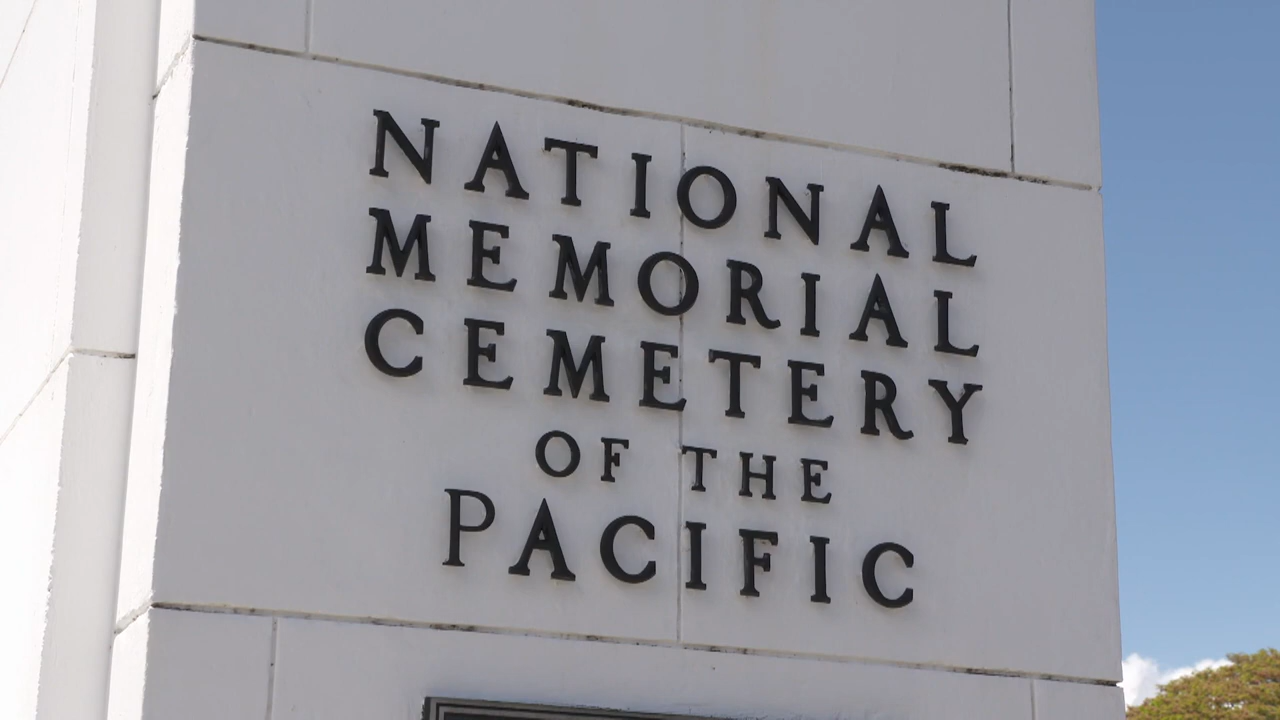 NATIONAL
MEMORIAL
CEMETERY
OF THE
PACIFIC